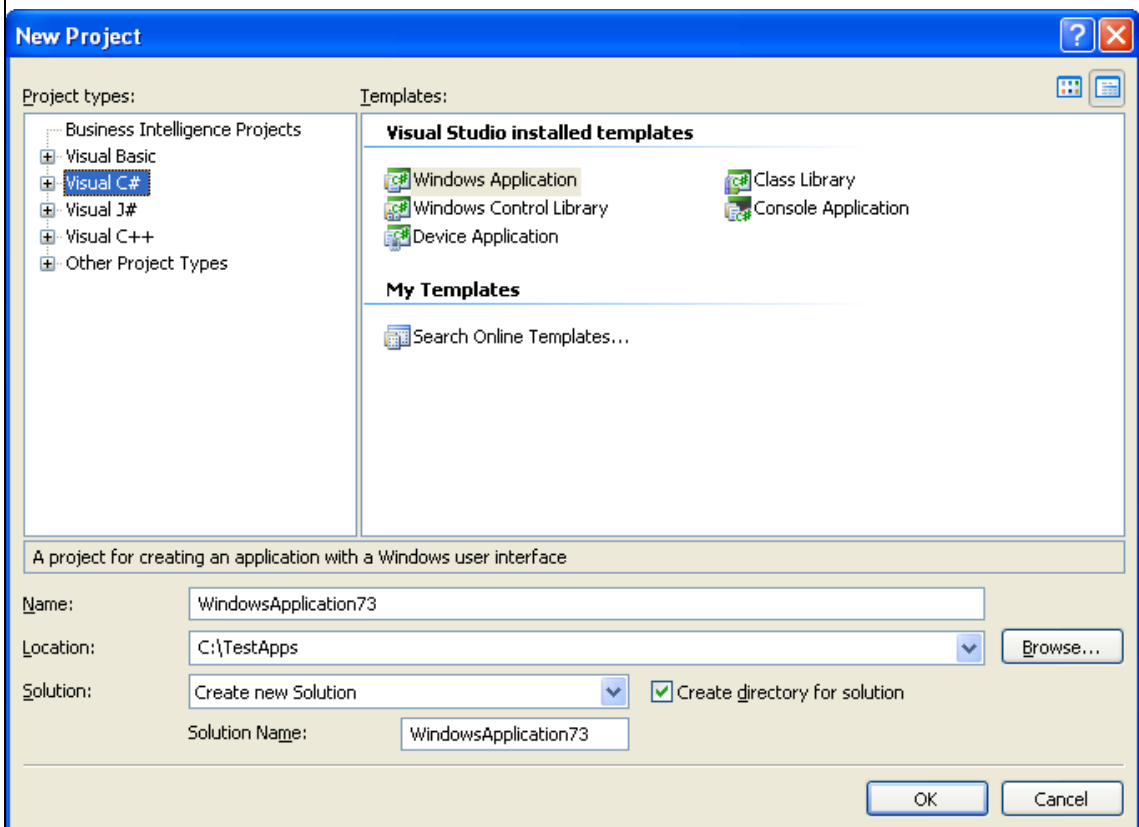 New Project
Project types:
Templates:
Business Intelligence Projects
Visual Basic
Visual C#
Visual J#
Visual C++
Other Project Types
Visual Studio installed templates
Windows Application
Class Library
Windows Control Library
Console Application
Device Application
My Templates
Search Online Templates...
A project for creating an application with a Windows user interface
Name:
WindowsApplication73
Location:
C:\TestApps
Browse...
Solution:
Create new Solution
Create directory for solution
Solution Name:
WindowsApplication73
OK
Cancel